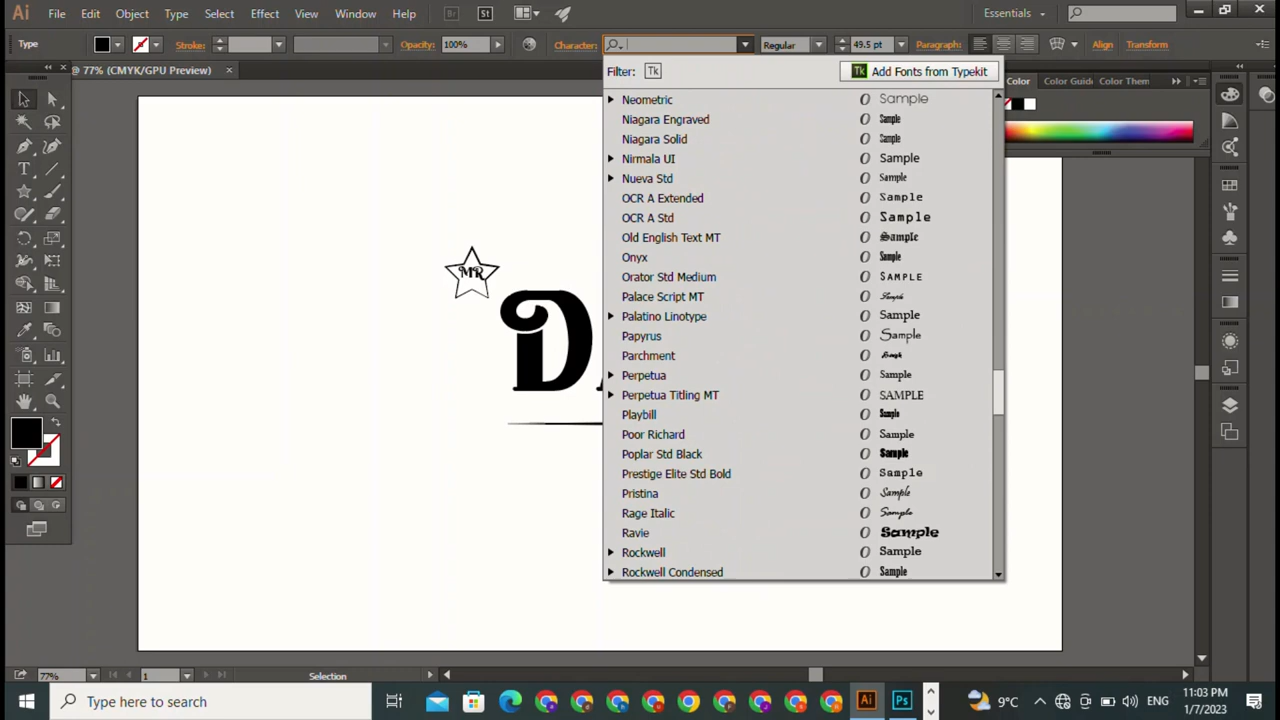 Ai File Edit Object Type Select Effect View Window Help Br St Essentials
Type Stroke: Opacity: 100% Character: Regular 49.5 pt Paragraph: Align Transform
@ 77% (CMYK/GPU Preview) ×
Filter: Tk Tk Add Fonts from Typekit
Color Color Guide Color Them
Neometric Sample
Niagara Engraved Sample
Niagara Solid Sample
Nirmala UI Sample
Nueva Std Sample
OCR A Extended Sample
OCR A Std Sample
Old English Text MT Sample
Onyx Sample
Orator Std Medium SAMPLE
Palace Script MT Sample
Palatino Linotype Sample
Papyrus Sample
Parchment Sample
Perpetua Sample
Perpetua Titling MT SAMPLE
Playbill Sample
Poor Richard Sample
Poplar Std Black Sample
Prestige Elite Std Bold Sample
Pristina Sample
Rage Italic Sample
Ravie Sample
Rockwell Sample
Rockwell Condensed Sample
MR
D
77% 1 Selection
Type here to search
Ai Ps 9°C ENG
11:03 PM
1/7/2023